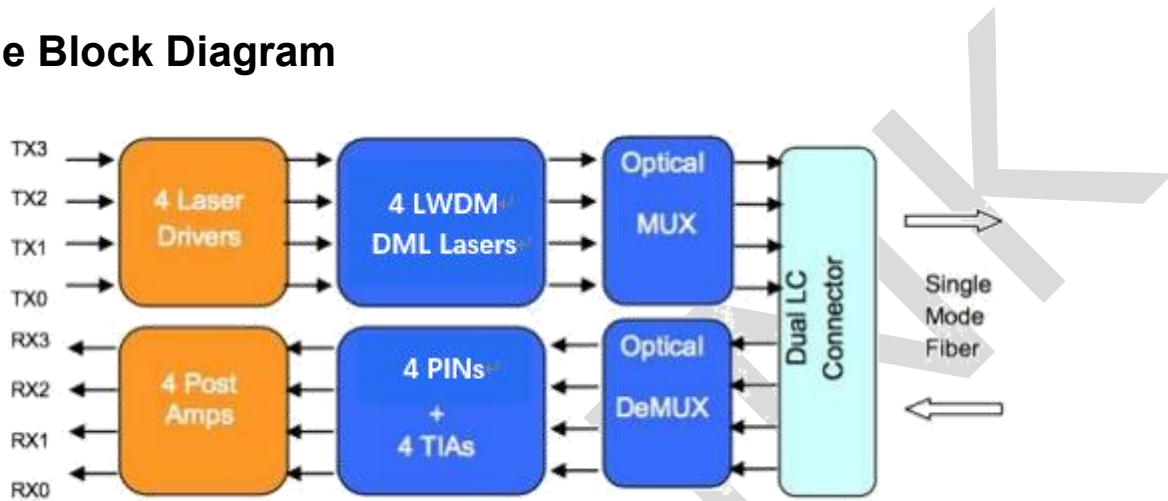 e Block Diagram
TX3
TX2
TX1
TX0
4 Laser
Drivers
4 LWDM↵
DML Lasers↵
Optical
MUX
RX3
RX2
RX1
RX0
4 Post
Amps
4 PINs↵
+
4 TIAs
Optical
DeMUX
Dual LC
Connector
Single
Mode
Fiber